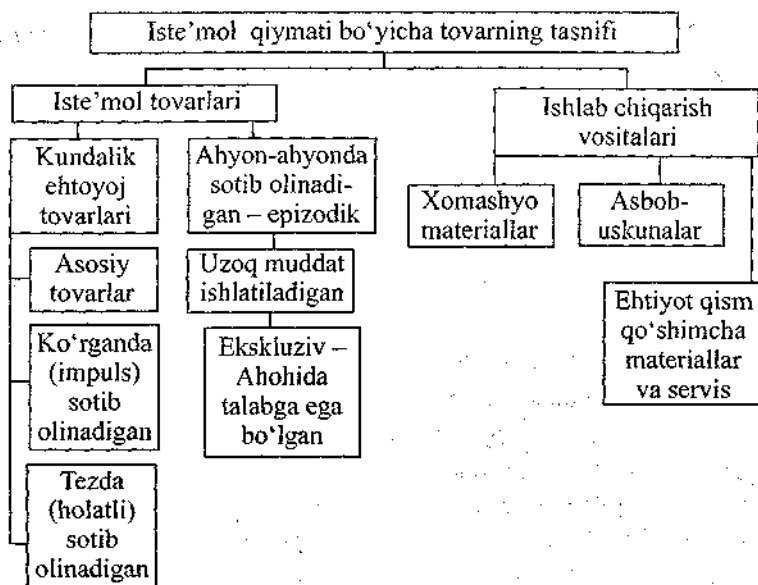 Iste’mol qiymati bo‘yicha tovarning tasnifi
Iste’mol tovarlari
Kundalik
ehtoyoj
tovarlari
Asosiy
tovarlar
Ko‘rganda
(impuls)
sotib
olinadigan
Tezda
(holatli)
sotib
olinadigan
Ahyon-ahyonda
sotib olinadi-
gan – epizodik
Uzoq muddat
ishlatiladigan
Ekskluziv –
Ahohida
talabga ega
bo‘lgan
Ishlab chiqarish
vositalari
Xomashyo
materiallar
Asbob-
uskunalar
Ehtiyot qism
qo‘shimcha
materiallar
va servis